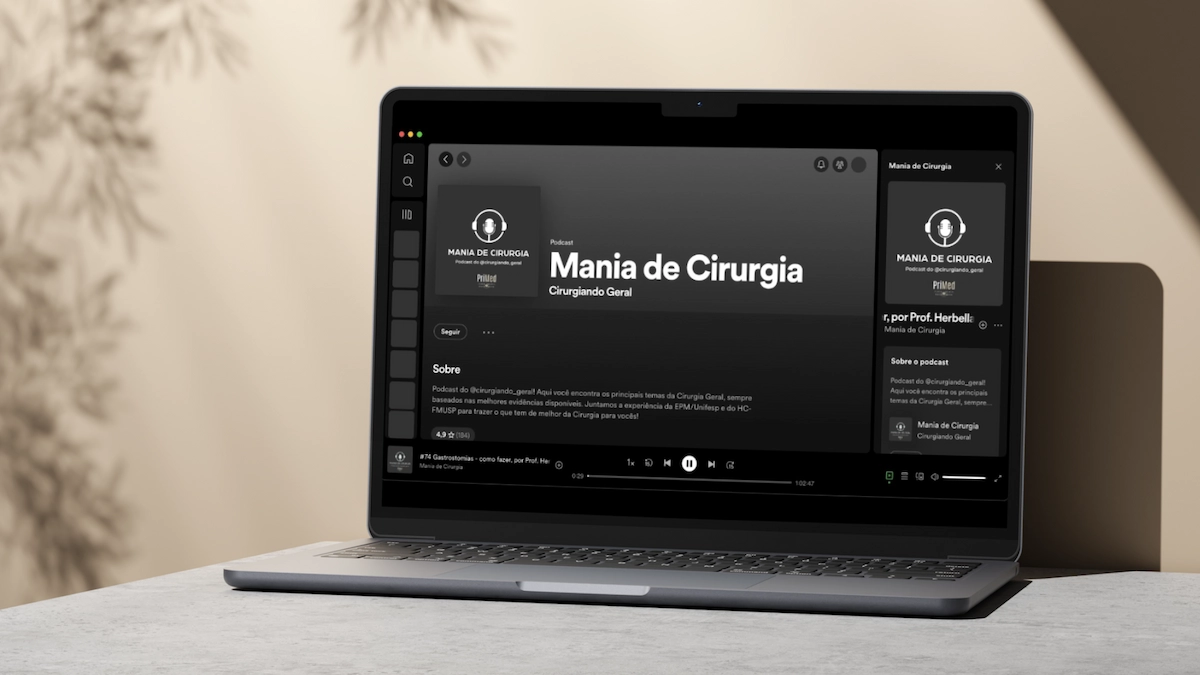 MANIA DE CIRURGIA
Podcast do @cirurgiando_geral
PriMed
Podcast
Mania de Cirurgia
Cirurgiando Geral
Seguir
Sobre
Podcast do @cirurgiando_geral! Aqui você encontra os principais temas da Cirurgia Geral, sempre
baseados nas melhores evidências disponíveis. Juntamos a experiência da EPM/Unifesp e do HC-
FMUSP para trazer o que tem de melhor da Cirurgia para vocês!
4,9 (184)
Mania de Cirurgia
MANIA DE CIRURGIA
Podcast do @cirurgiando_geral
PriMed
r, por Prof. Herbella
Mania de Cirurgia
Sobre o podcast
Podcast do @cirurgiando_geral!
Aqui você encontra os principais
temas da Cirurgia Geral, sempre...
Mania de Cirurgia
Cirurgiando Geral
#74 Gastrostomias - como fazer, por Prof. Her
Mania de Cirurgia
1x
0:29
1:02:47